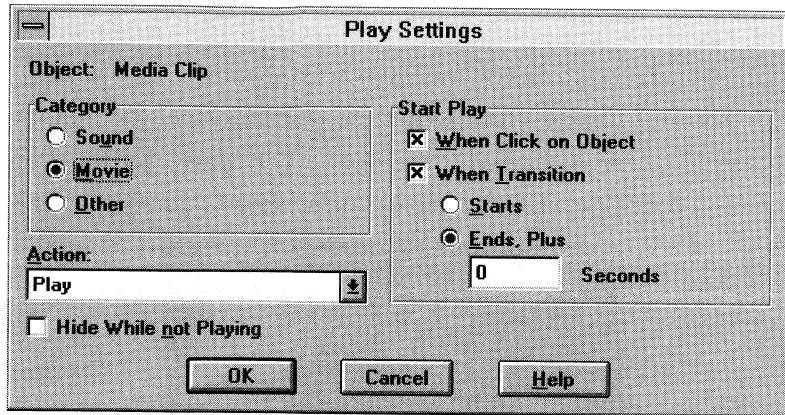 Play Settings
Object: Media Clip
Category
Sound
Movie
Other
Action:
Play
Hide While not Playing
Start Play
When Click on Object
When Transition
Starts
Ends, Plus
0 Seconds
OK Cancel Help